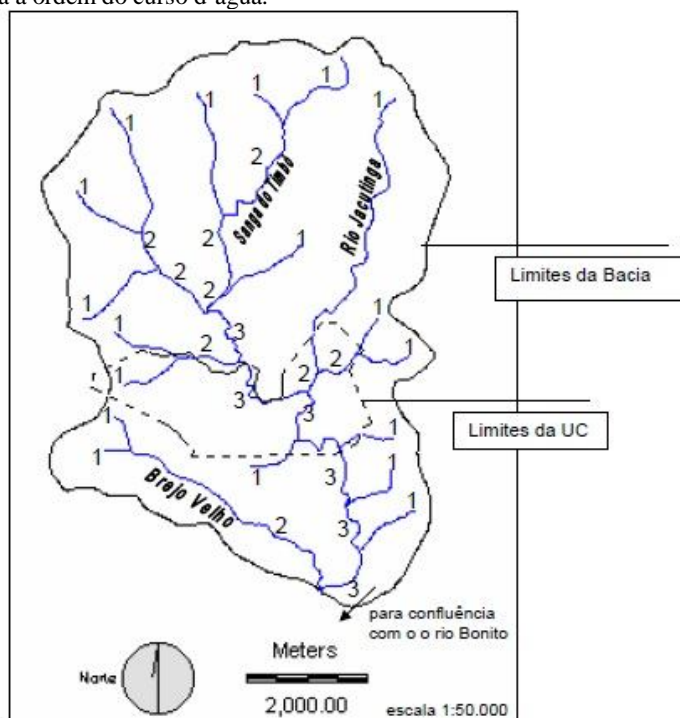 a a ordem do curso d'água.
1
1
1
1
2
1
Sanga do Timbó
Rio Jacutinga
2
2
1
2
2
Limites da Bacia
1
3
1
1
2
2
2
1
1
3
3
Limites da UC
1
1
1
3
1
Brejo Velho
2
3
1
3
para confluência
com o o rio Bonito
Meters
Norte
2,000.00
escala 1:50.000